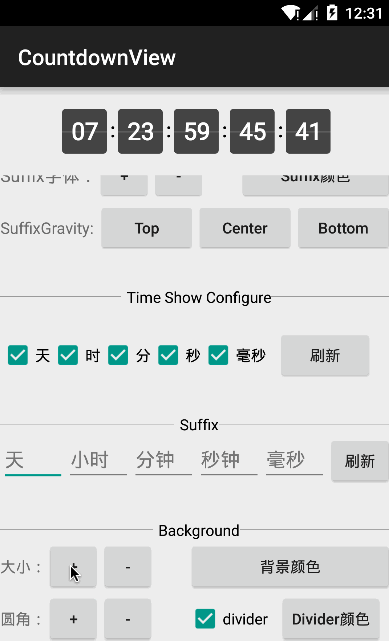 12:31
CountdownView
07 : 23 : 59 : 45 : 41
Suffix字体： + - Suffix颜色
SuffixGravity: Top Center Bottom
Time Show Configure
天 时 分 秒 毫秒 刷新
Suffix
天 小时 分钟 秒钟 毫秒 刷新
Background
大小： + - 背景颜色
圆角： + - divider Divider颜色